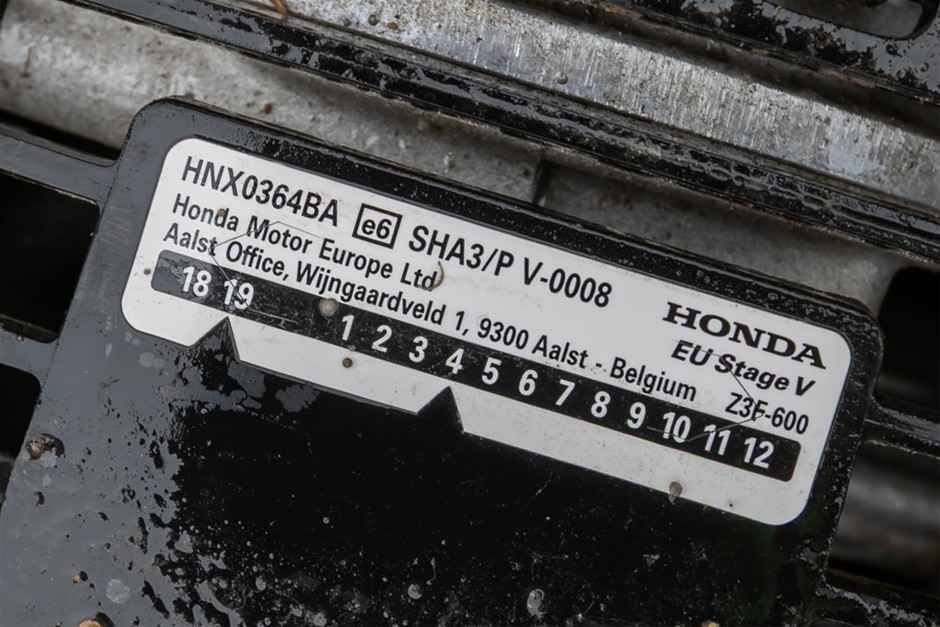 HNX0364BA e6 SHA3/P V-0008
Honda Motor Europe Ltd
Aalst Office, Wijngaardveld 1, 9300 Aalst - Belgium
HONDA
EU Stage V
Z3F-600
18 19 1 2 3 4 5 6 7 8 9 10 11 12